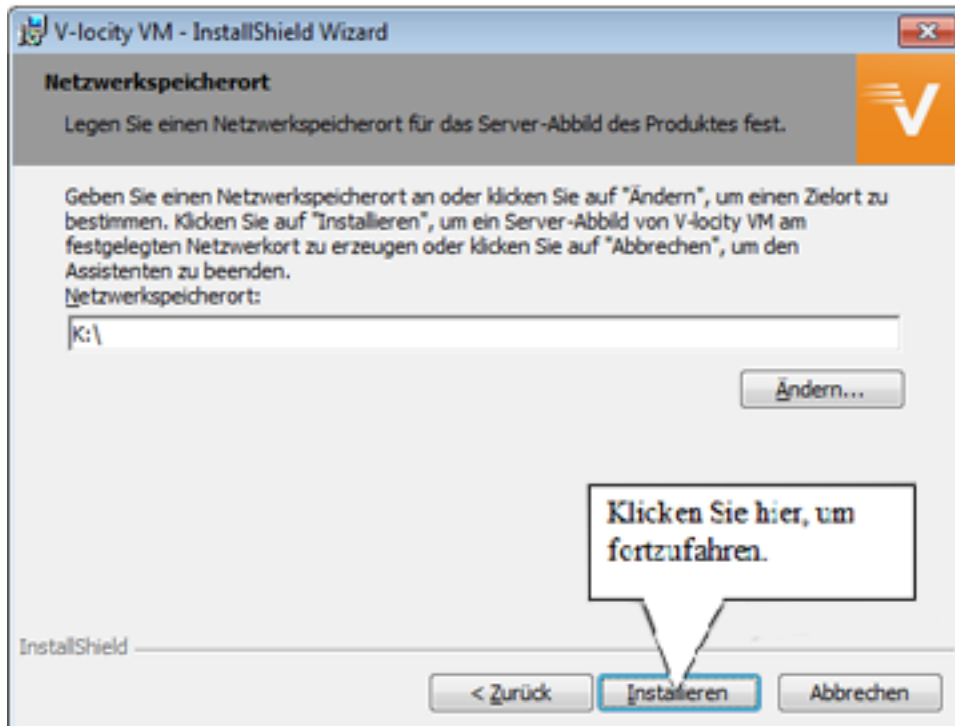 V-locity VM - InstallShield Wizard
Netzwerkspeicherort
Legen Sie einen Netzwerkspeicherort für das Server-Abbild des Produktes fest.
Geben Sie einen Netzwerkspeicherort an oder klicken Sie auf "Ändern", um einen Zielort zu
bestimmen. Klicken Sie auf "Installieren", um ein Server-Abbild von V-locity VM am
festgelegten Netzwerkort zu erzeugen oder klicken Sie auf "Abbrechen", um den
Assistenten zu beenden.
Netzwerkspeicherort:
K:\
Ändern...
Klicken Sie hier, um
fortzufahren.
InstallShield
< Zurück
Installieren
Abbrechen